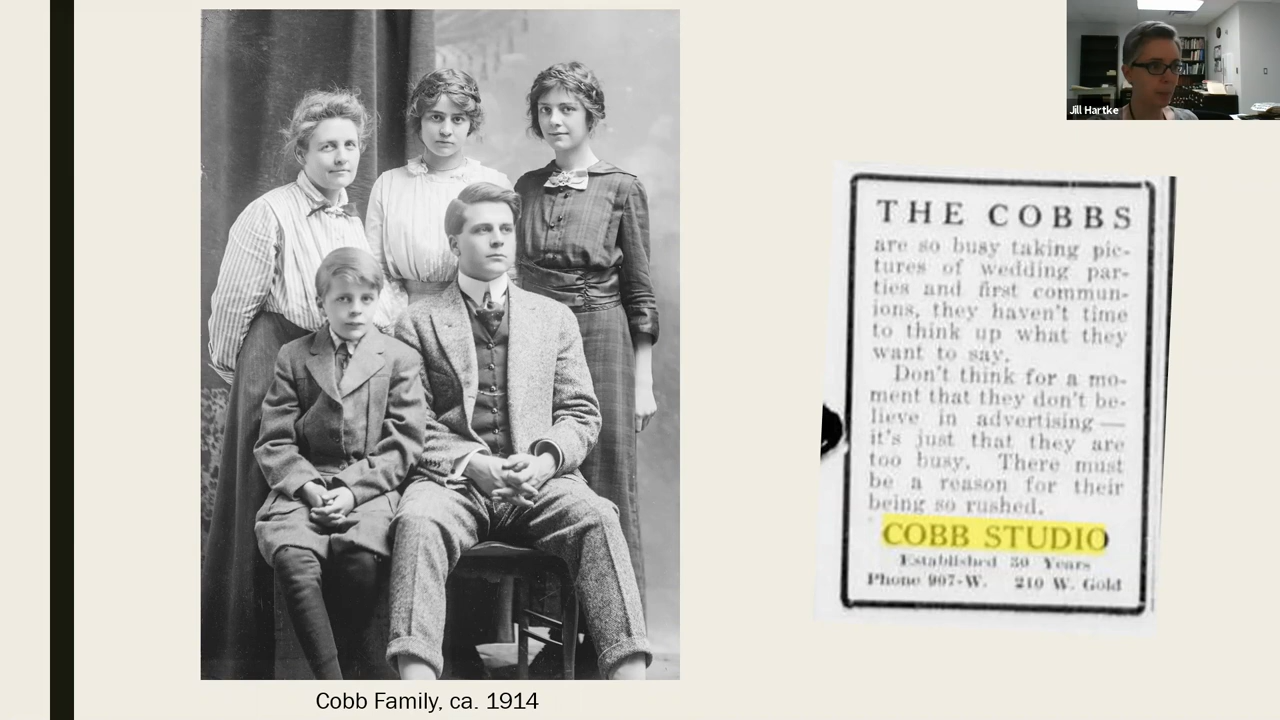 Jill Hartke
THE COBBS
are so busy taking pic-
tures of wedding par-
ties and first commun-
ions, they haven't time
to think up what they
want to say.
Don't think for a mo-
ment that they don't be-
lieve in advertising —
it's just that they are
too busy. There must
be a reason for their
being so rushed.
COBB STUDIO
Established 30 Years
Phone 907-W. 210 W. Gold
Cobb Family, ca. 1914